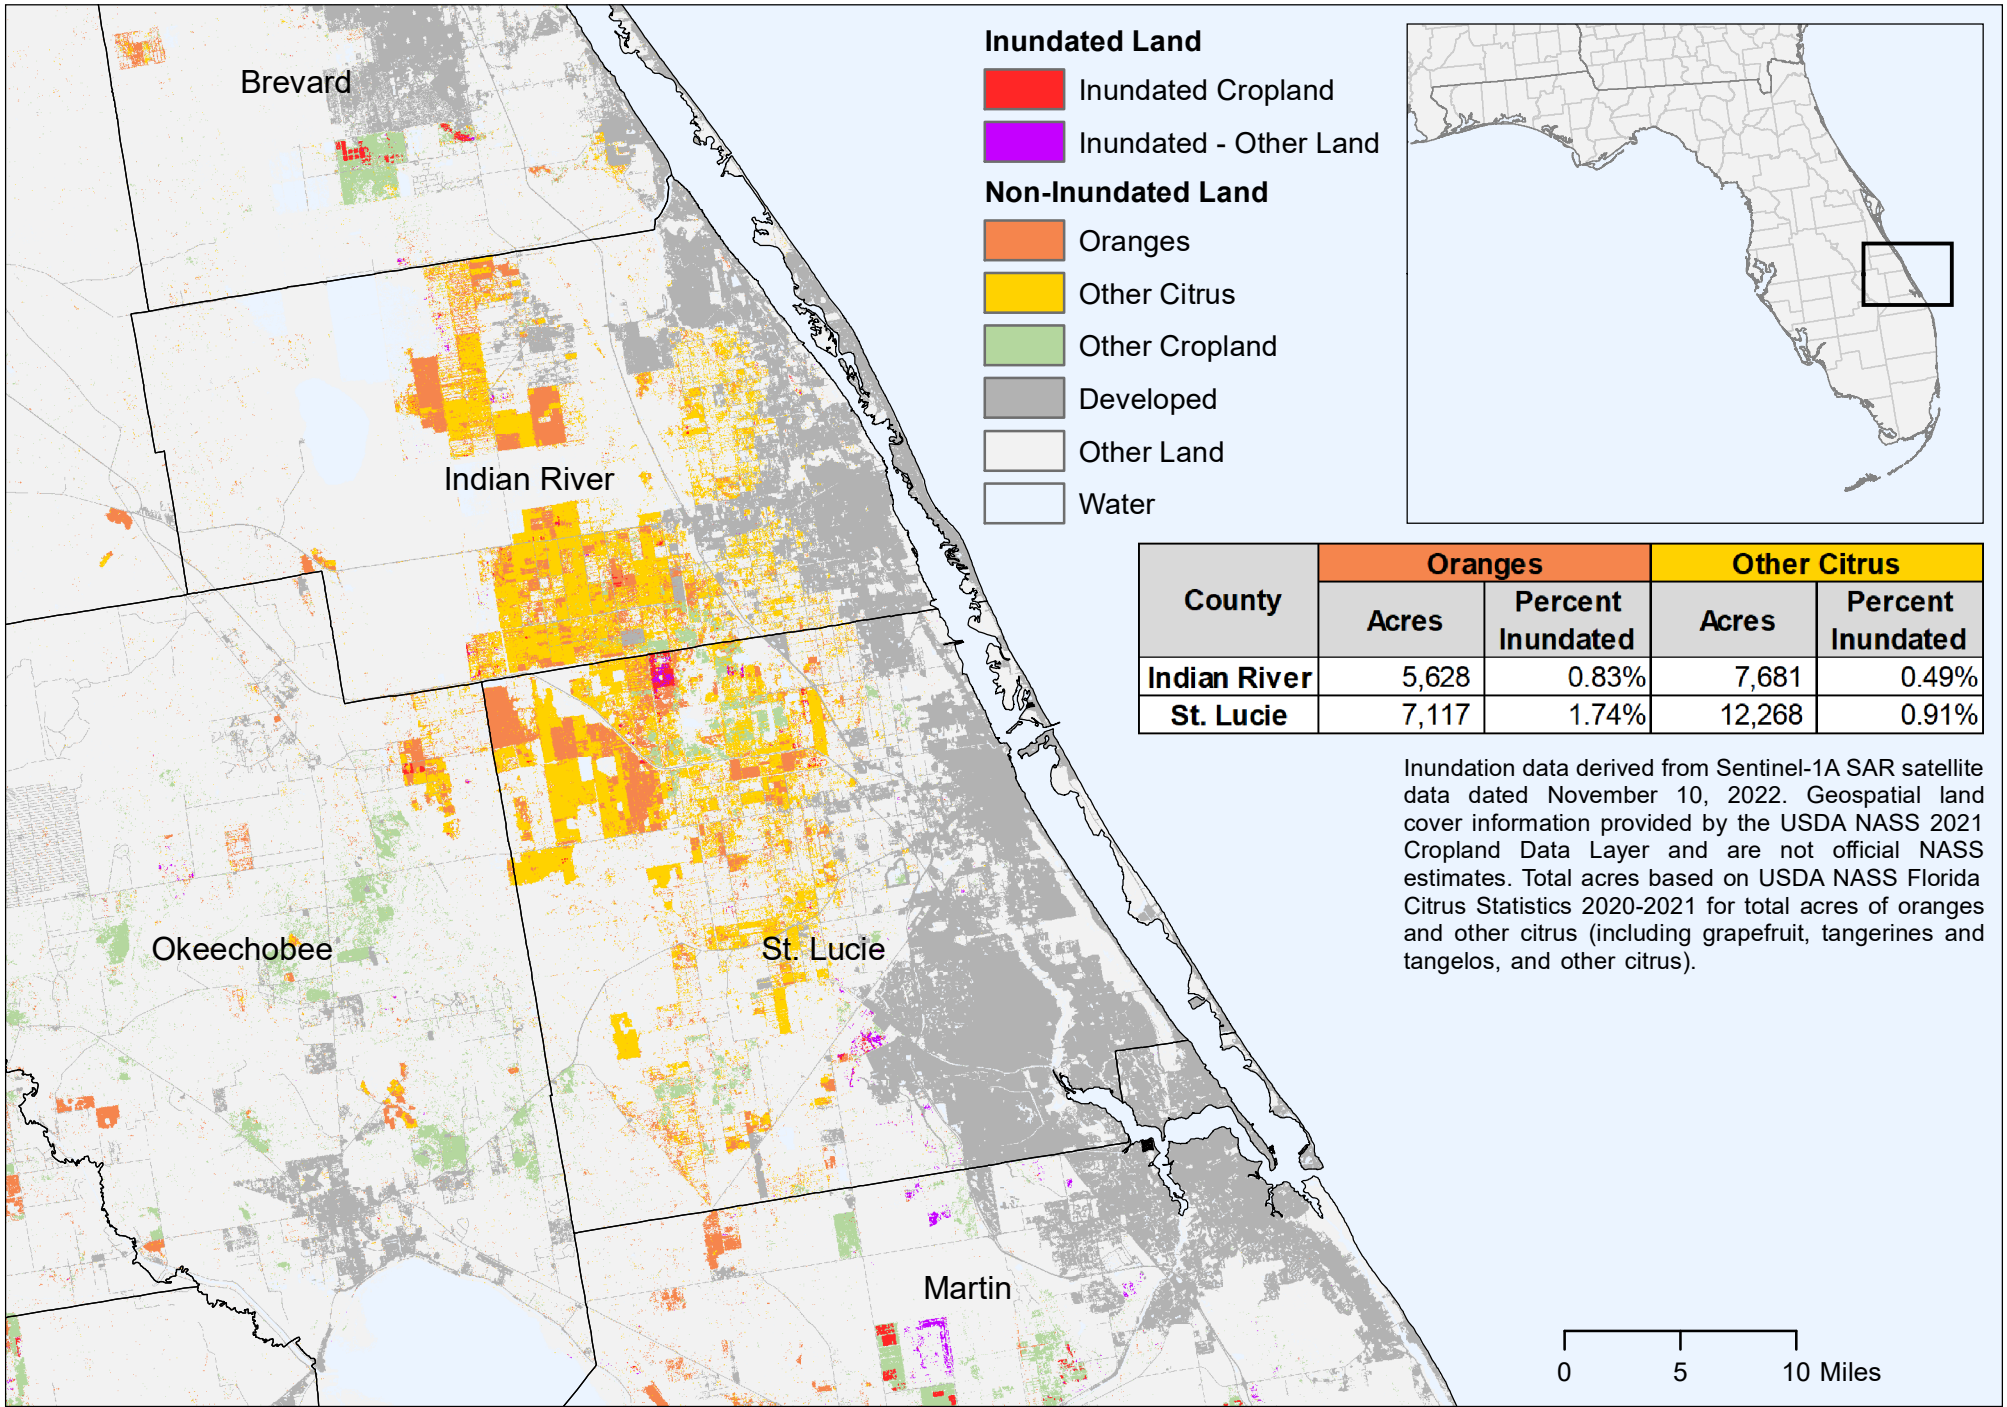 Brevard
Indian River
Okeechobee
St. Lucie
Martin
Inundated Land
Inundated Cropland
Inundated - Other Land
Non-Inundated Land
Oranges
Other Citrus
Other Cropland
Developed
Other Land
Water
County Oranges Other Citrus
Acres Percent Inundated Acres Percent Inundated
Indian River 5,628 0.83% 7,681 0.49%
St. Lucie 7,117 1.74% 12,268 0.91%
Inundation data derived from Sentinel-1A SAR satellite
data dated November 10, 2022. Geospatial land
cover information provided by the USDA NASS 2021
Cropland Data Layer and are not official NASS
estimates. Total acres based on USDA NASS Florida
Citrus Statistics 2020-2021 for total acres of oranges
and other citrus (including grapefruit, tangerines and
tangelos, and other citrus).
0 5 10 Miles